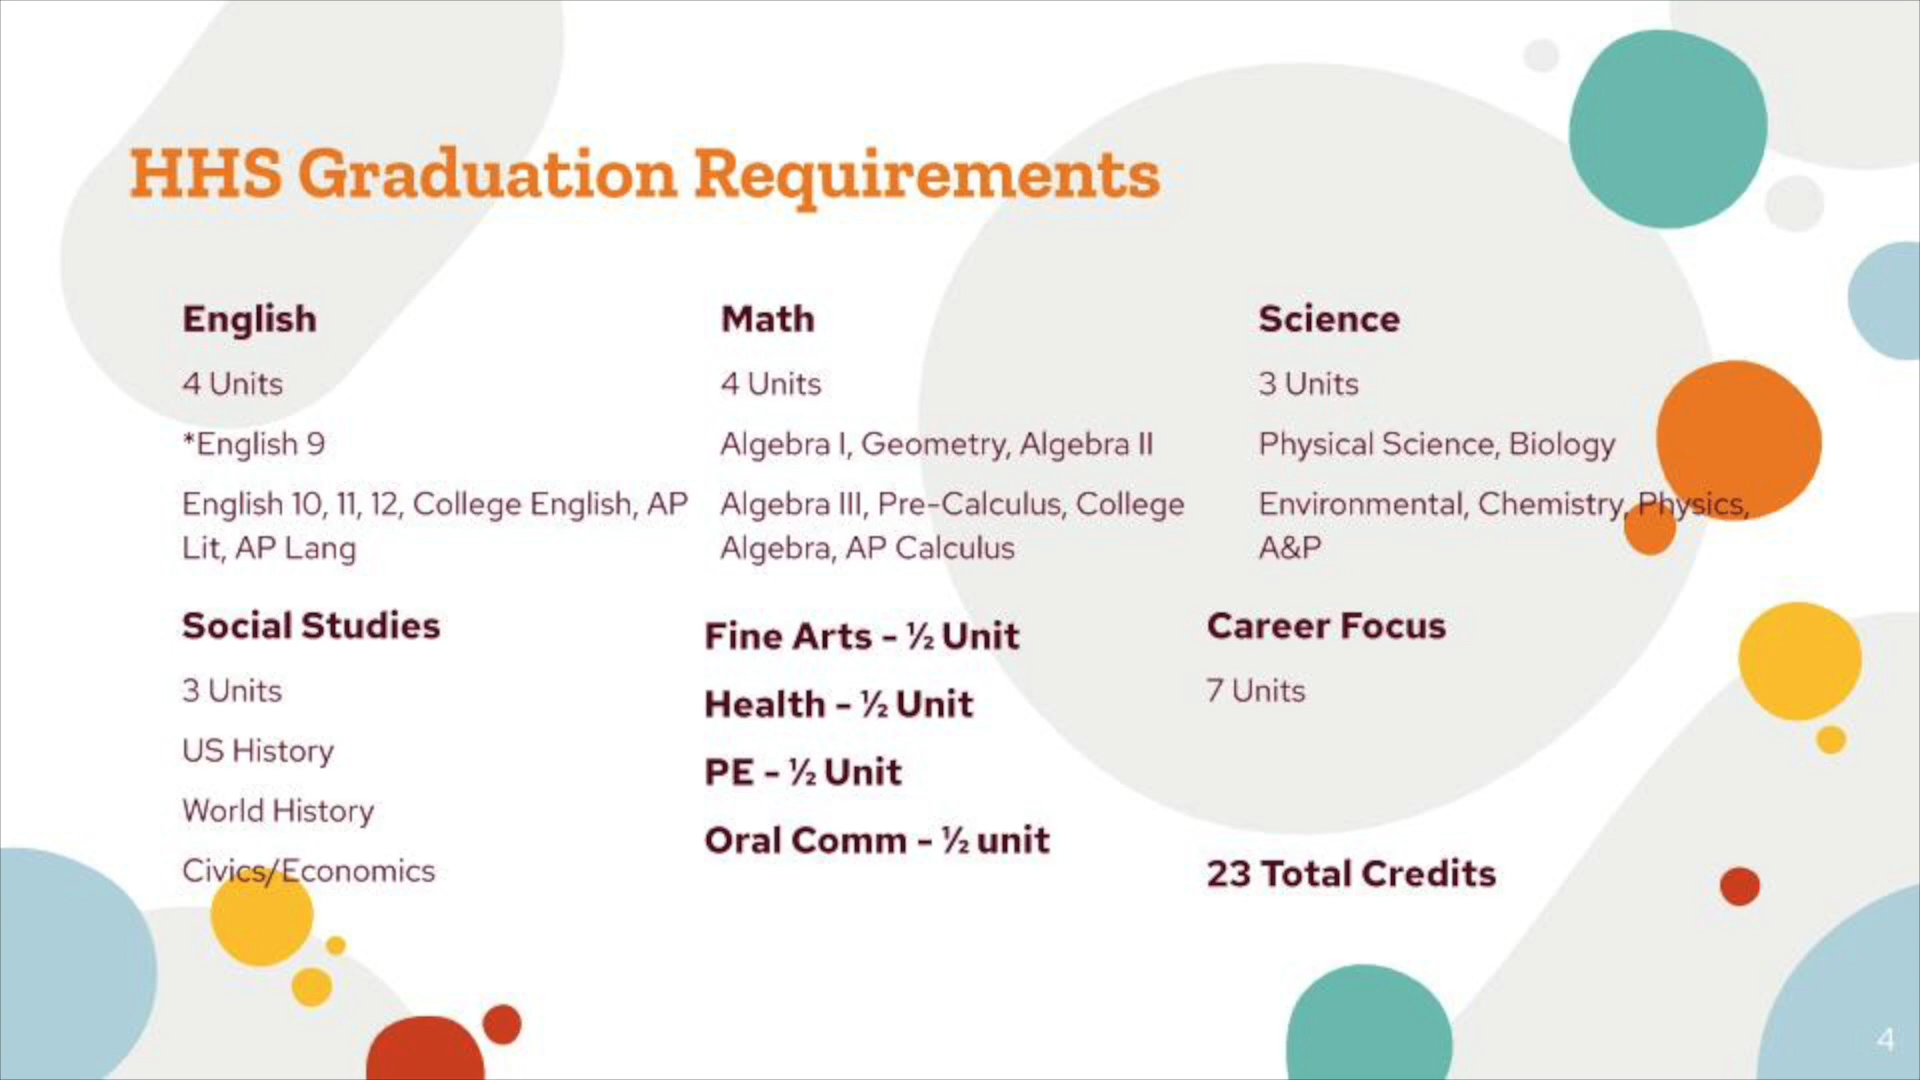 HHS Graduation Requirements
English
4 Units
*English 9
English 10, 11, 12, College English, AP
Lit, AP Lang
Math
4 Units
Algebra I, Geometry, Algebra II
Algebra III, Pre-Calculus, College
Algebra, AP Calculus
Science
3 Units
Physical Science, Biology
Environmental, Chemistry, Physics,
A&P
Social Studies
3 Units
US History
World History
Civics/Economics
Fine Arts - ½ Unit
Health - ½ Unit
PE - ½ Unit
Oral Comm - ½ unit
Career Focus
7 Units
23 Total Credits
4